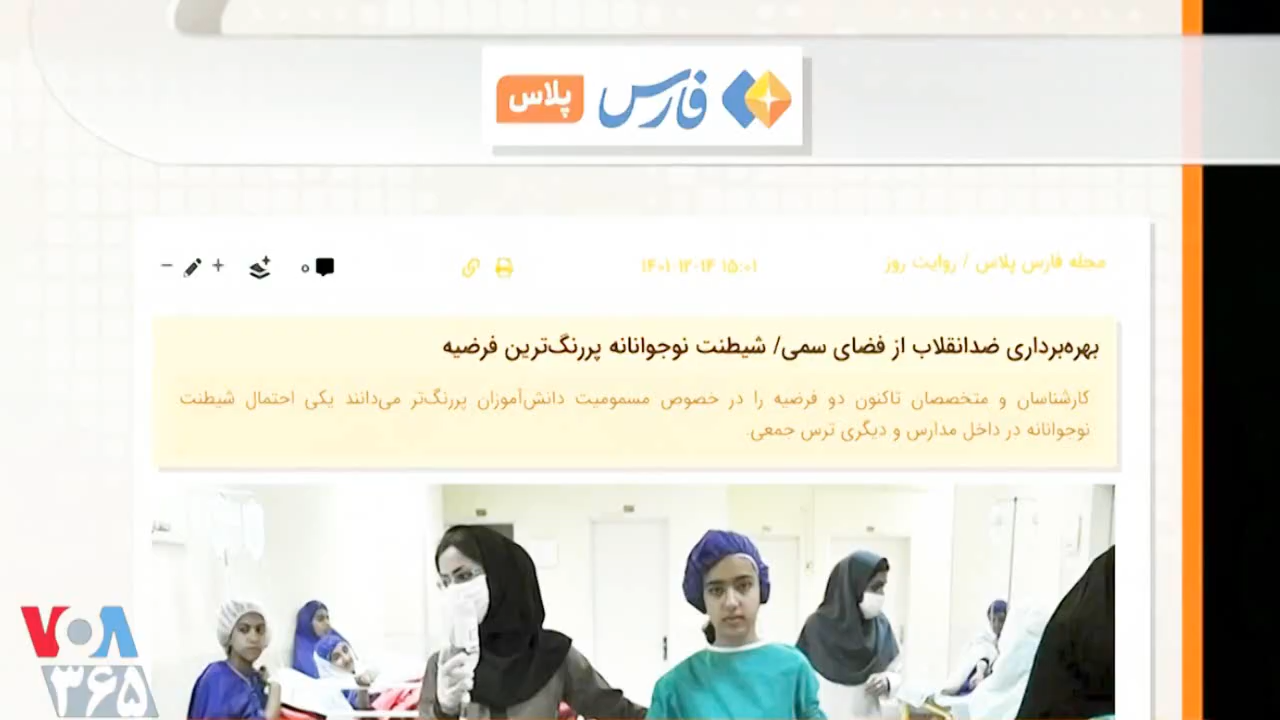 فارس پلاس
مجله فارس پلاس / روایت روز
۱۴۰۱-۱۲-۱۴ ۱۵:۰۱
۰
بهره‌برداری ضدانقلاب از فضای سمی/ شیطنت نوجوانانه پررنگ‌ترین فرضیه
کارشناسان و متخصصان تاکنون دو فرضیه را در خصوص مسمومیت دانش‌آموزان پررنگ‌تر می‌دانند یکی احتمال شیطنت
نوجوانانه در داخل مدارس و دیگری ترس جمعی.
VOA
۳۶۵